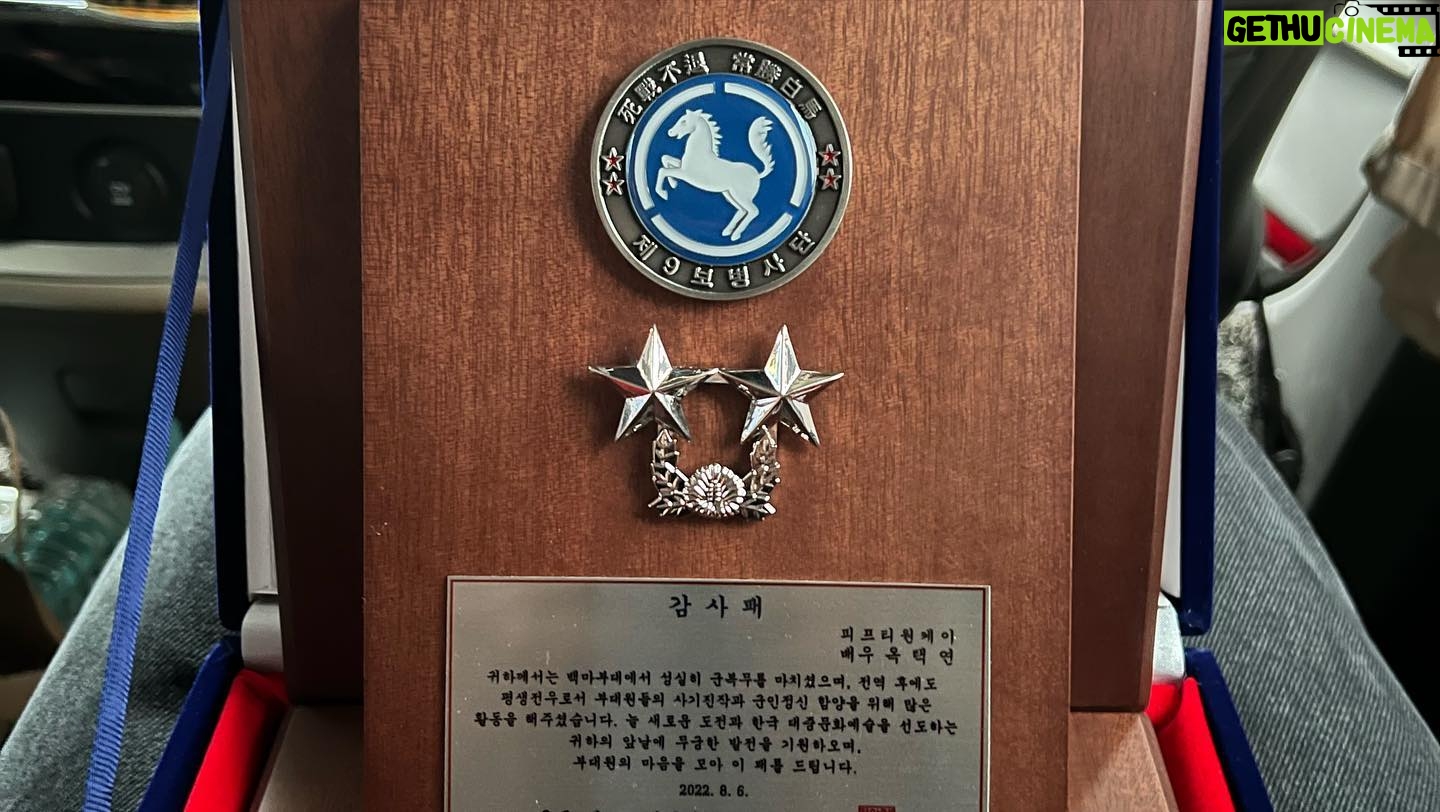 GETHU CINEMA
死戰不退 常勝白馬
제9보병사단
감사패
피프티원케이
배우 옥택연
귀하께서는 백마부대에서 성실히 군복무를 마치셨으며, 전역 후에도
평생전우로서 부대원들의 사기진작과 군인정신 함양을 위해 많은
활동을 해주셨습니다. 늘 새로운 도전과 한국 대중문화예술을 선도하는
귀하의 앞날에 무궁한 발전을 기원하오며,
부대원의 마음을 모아 이 패를 드립니다.
2022. 8. 6.